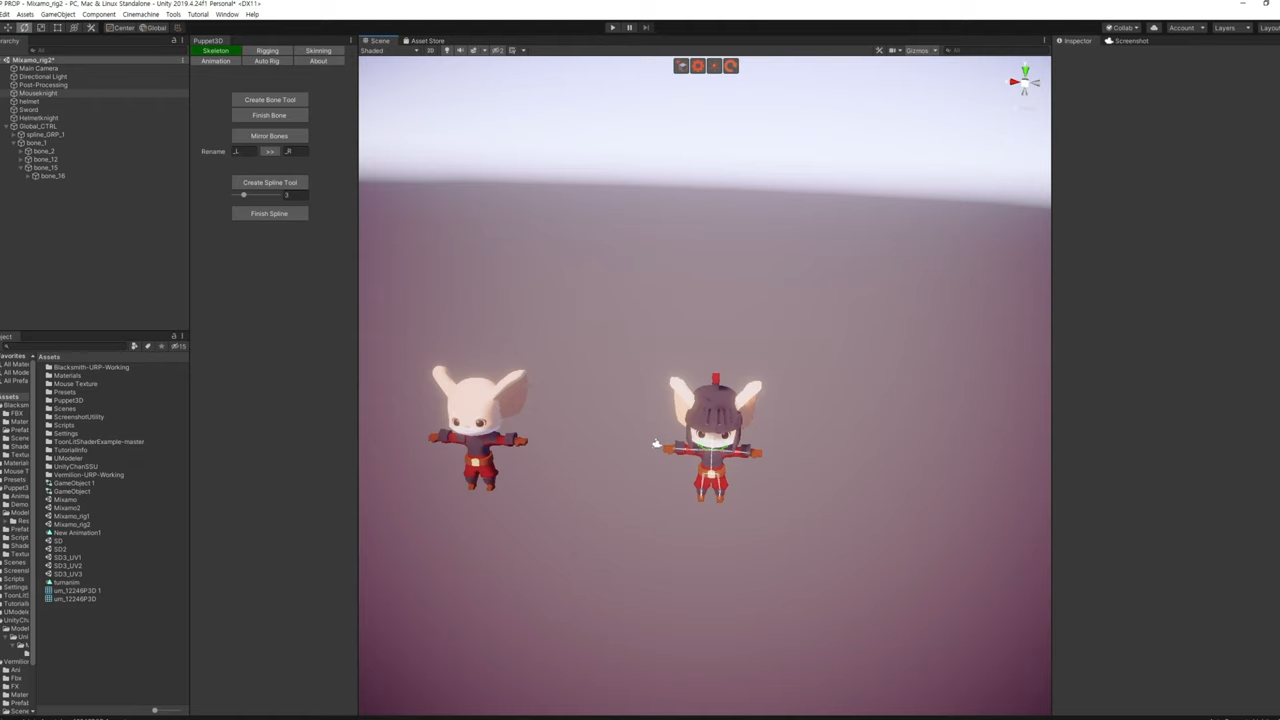 PROP - Mixamo_rig2 - PC, Mac & Linux Standalone - Unity 2019.4.24f1 Personal* <DX11>
Edit Assets GameObject Component Cinemachine Tools Tutorial Window Help
Center Global
Collab Account Layers
Puppet3D
Scene Asset Store
Inspector Screenshot
Skeleton Rigging Skinning
Shaded 2D Gizmos
Animation Auto Rig About
Mixamo_rig2*
Main Camera
Directional Light
Post-Processing
Mouseknight
helmet
Sword
Helmetknight
Global_CTRL
spline_GRP_1
bone_1
bone_2
bone_12
bone_15
bone_16
Create Bone Tool
Finish Bone
Mirror Bones
Rename _L >> _R
Create Spline Tool
3
Finish Spline
15
Assets
Blacksmith-URP-Working
Materials
Mouse Texture
Presets
Puppet3D
Scenes
ScreenshotUtility
Scripts
Settings
ToonLitShaderExample-master
TutorialInfo
UModeler
UnityChanSSU
Vermilion-URP-Working
GameObject 1
GameObject
Mixamo
Mixamo2
Mixamo_rig1
Mixamo_rig2
New Animation1
SD
SD2
SD3_UV1
SD3_UV2
SD3_UV3
turnanim
um_12246P3D 1
um_12246P3D